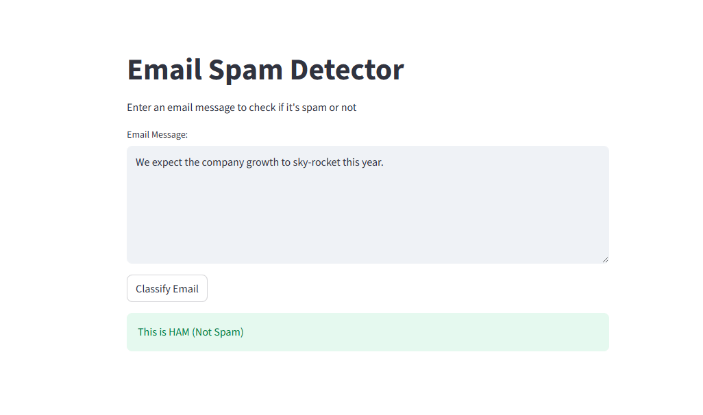 Email Spam Detector
Enter an email message to check if it's spam or not
Email Message:
We expect the company growth to sky-rocket this year.
Classify Email
This is HAM (Not Spam)